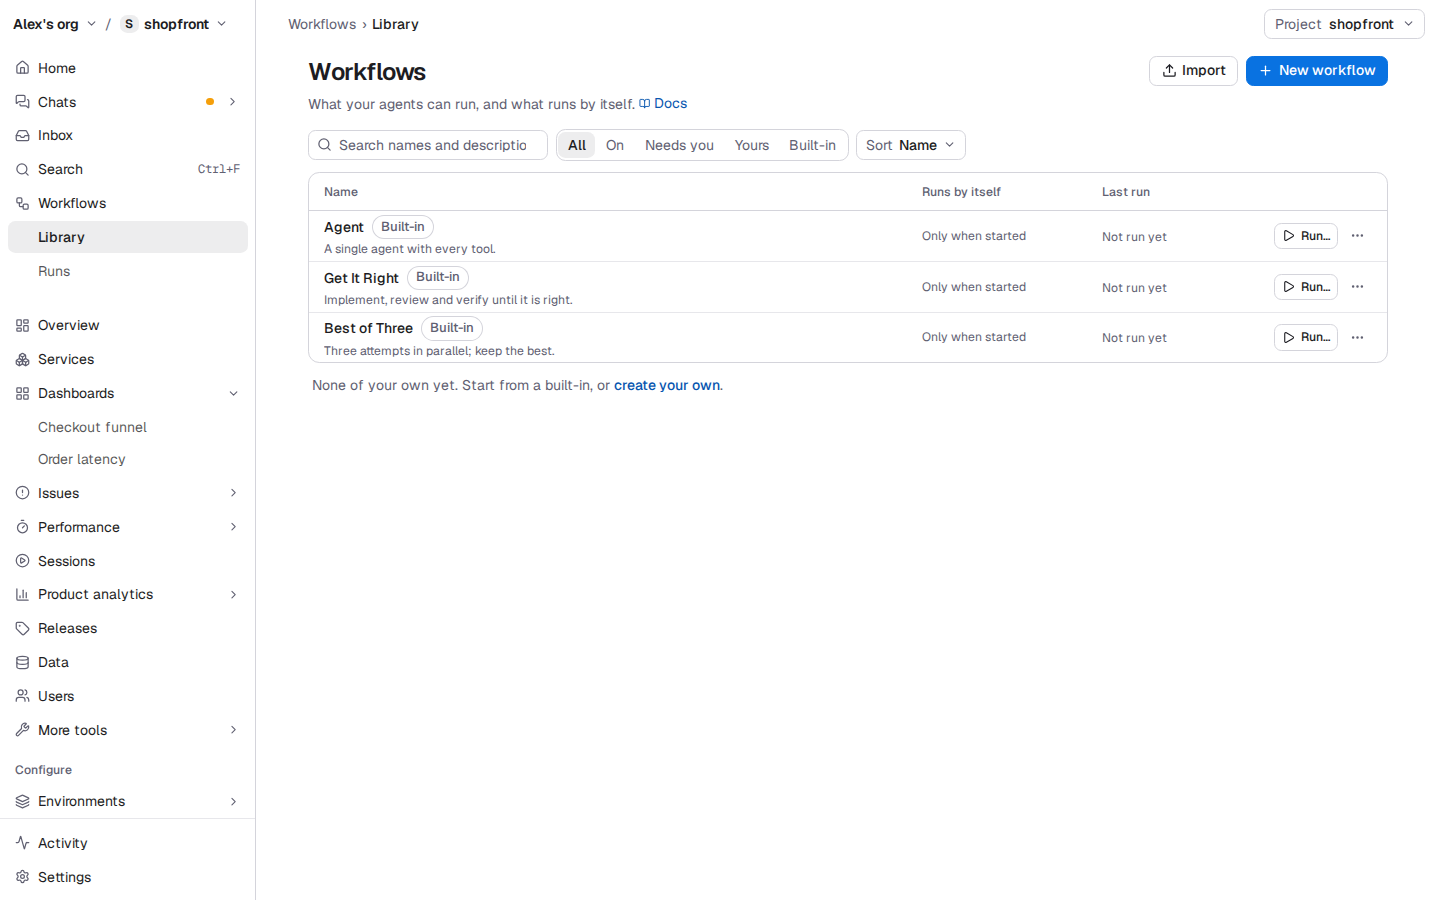 Alex's org / S shopfront
Home
Chats
Inbox
Search Ctrl+F
Workflows
Library
Runs
Overview
Services
Dashboards
Checkout funnel
Order latency
Issues
Performance
Sessions
Product analytics
Releases
Data
Users
More tools
Configure
Environments
Activity
Settings
Workflows › Library
Project shopfront
Workflows
Import
New workflow
What your agents can run, and what runs by itself. Docs
Search names and descriptio
All On Needs you Yours Built-in
Sort Name
Name Runs by itself Last run
Agent Built-in
A single agent with every tool.
Only when started Not run yet Run...
Get It Right Built-in
Implement, review and verify until it is right.
Only when started Not run yet Run...
Best of Three Built-in
Three attempts in parallel; keep the best.
Only when started Not run yet Run...
None of your own yet. Start from a built-in, or create your own.